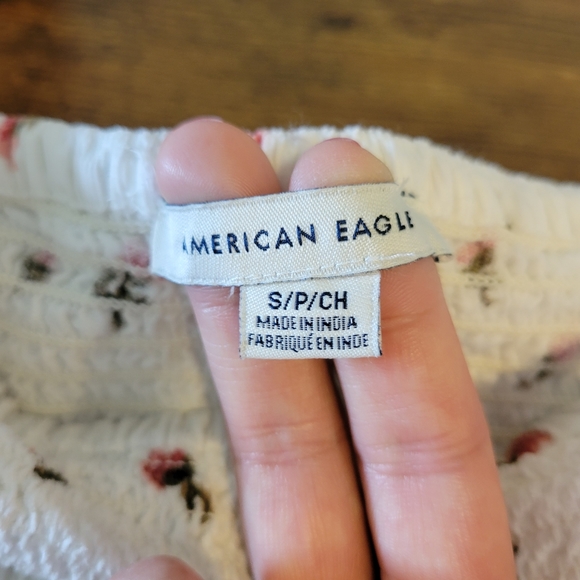 AMERICAN EAGLE
S/P/CH
MADE IN INDIA
FABRIQUÉ EN INDE